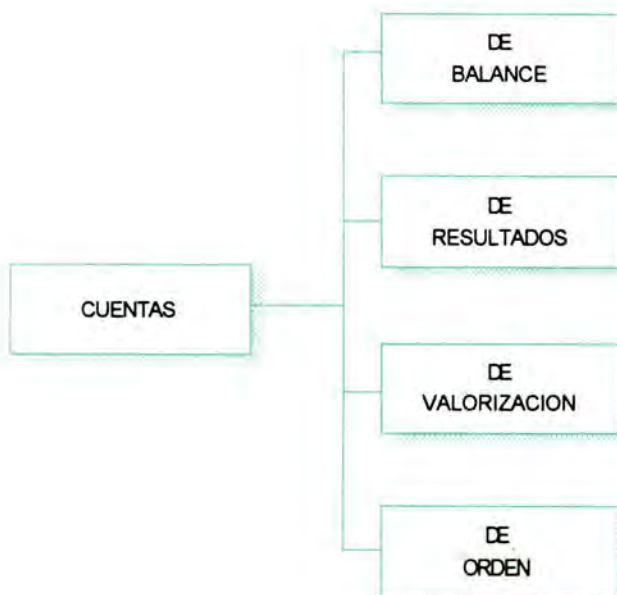 DE
BALANCE
DE
RESULTADOS
CUENTAS
DE
VALORIZACION
DE
ORDEN